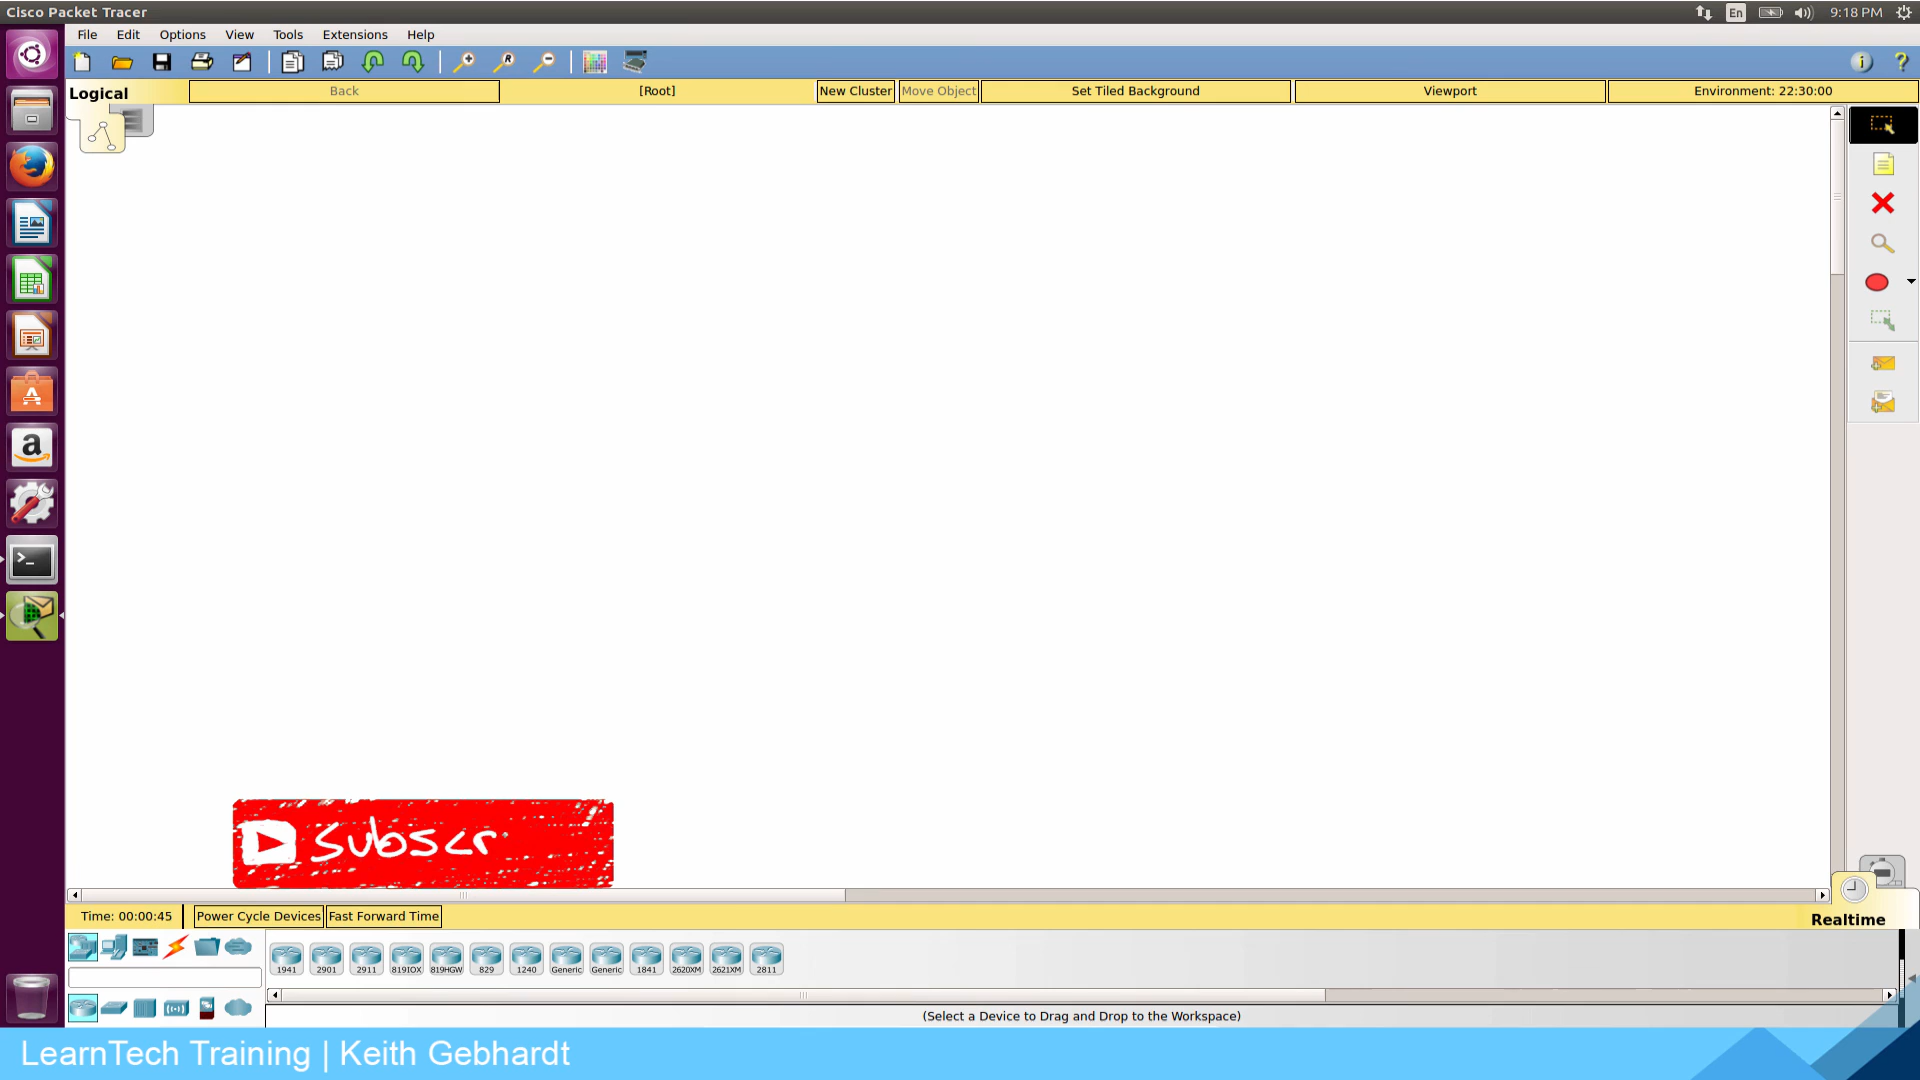 Cisco Packet Tracer
En
9:18 PM
File Edit Options View Tools Extensions Help
R
i
?
Logical
Back
[Root]
New Cluster
Move Object
Set Tiled Background
Viewport
Environment: 22:30:00
a
>_
Subscr
Time: 00:00:45
Power Cycle Devices
Fast Forward Time
Realtime
1941 2901 2911 819IOX 819HGW 829 1240 Generic Generic 1841 2620XM 2621XM 2811
(Select a Device to Drag and Drop to the Workspace)
LearnTech Training | Keith Gebhardt